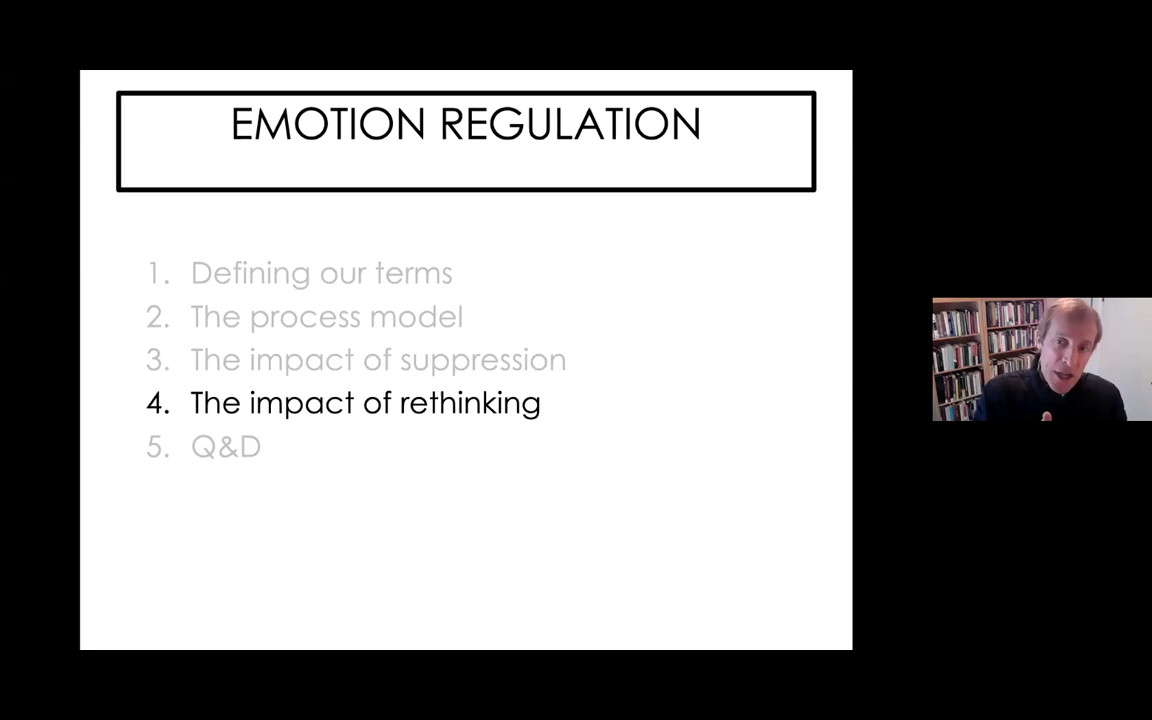 EMOTION REGULATION
1. Defining our terms
2. The process model
3. The impact of suppression
4. The impact of rethinking
5. Q&D